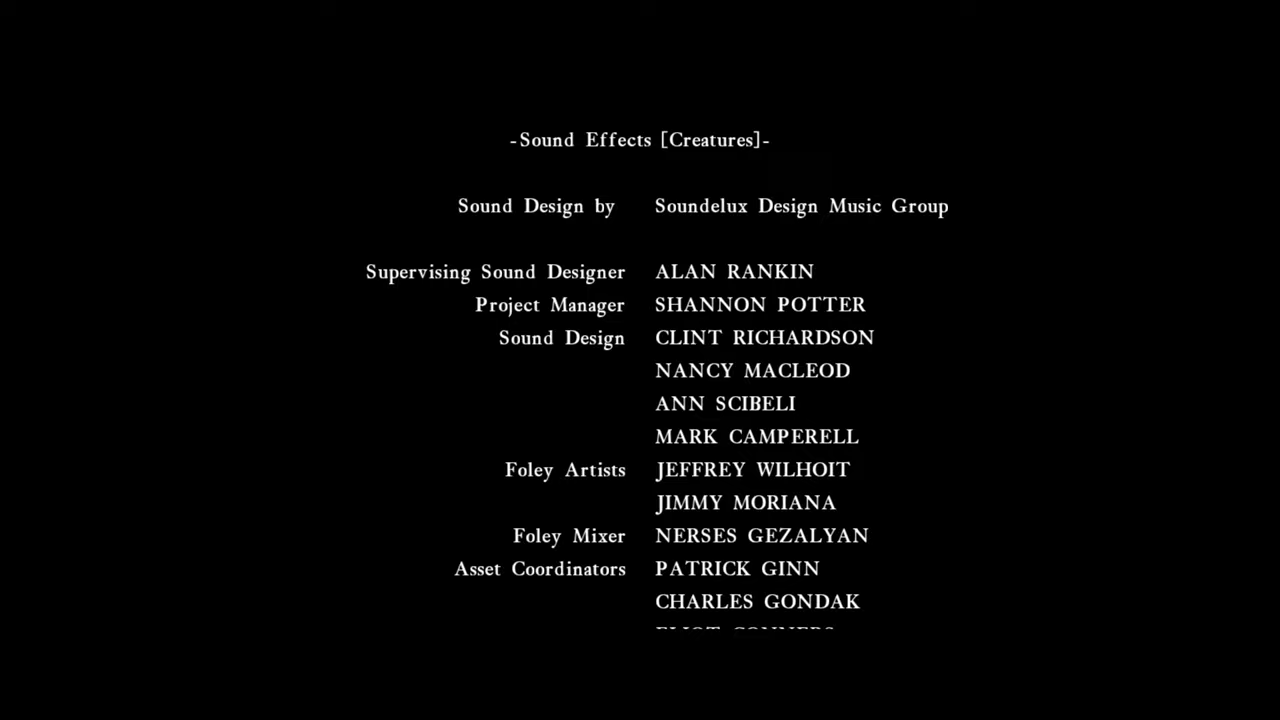 -Sound Effects [Creatures]-
Sound Design by Soundelux Design Music Group
Supervising Sound Designer ALAN RANKIN
Project Manager SHANNON POTTER
Sound Design CLINT RICHARDSON
NANCY MACLEOD
ANN SCIBELI
MARK CAMPERELL
Foley Artists JEFFREY WILHOIT
JIMMY MORIANA
Foley Mixer NERSES GEZALYAN
Asset Coordinators PATRICK GINN
CHARLES GONDAK